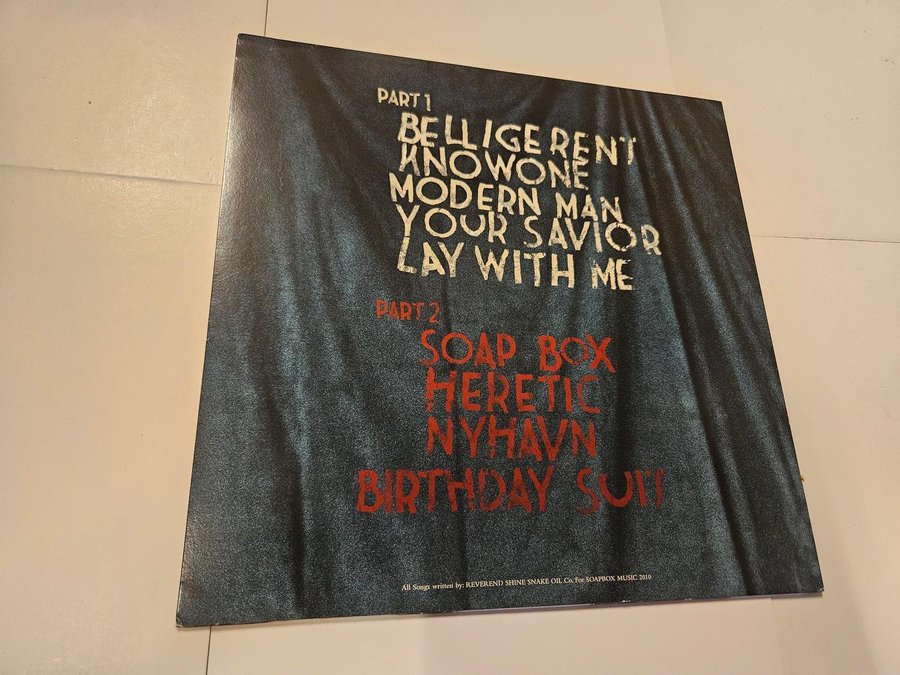 PART 1
BELLIGERENT
KNOWONE
MODERN MAN
YOUR SAVIOR
LAY WITH ME
PART 2
SOAP BOX
HERETIC
NYHAVN
BIRTHDAY SUIT
All Songs written by: REVEREND SHINE SNAKE OIL Co. For SOAPBOX MUSIC 2010